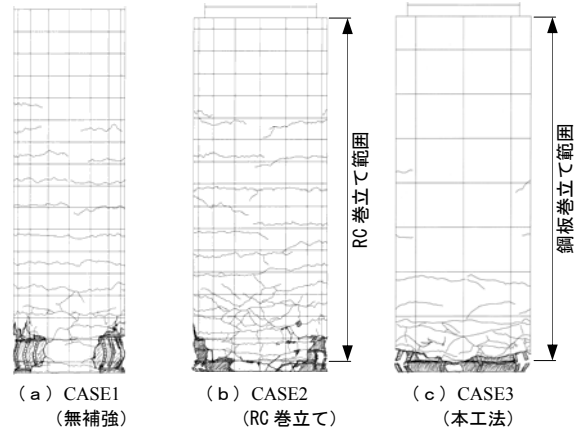 RC 巻立て範囲
鋼板巻立て範囲
(a) CASE1
(無補強)
(b) CASE2
(RC 巻立て)
(c) CASE3
(本工法)